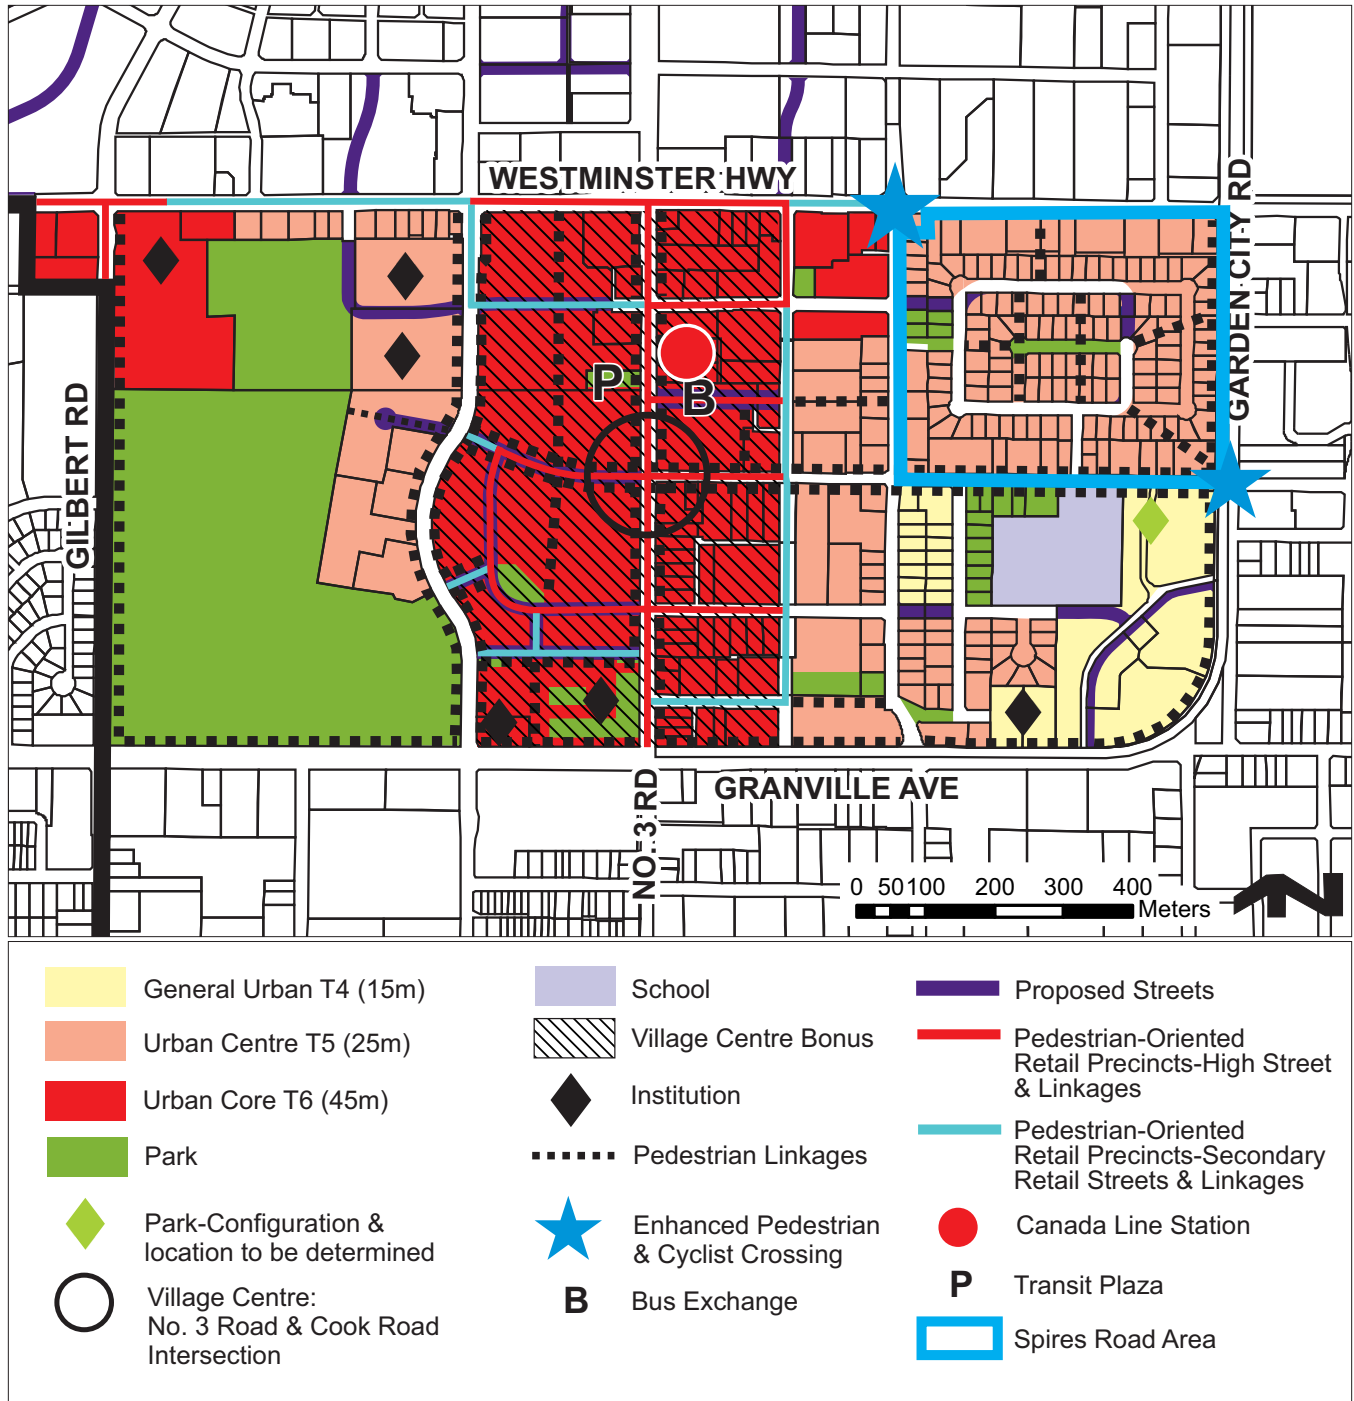 WESTMINSTER HWY
GARDEN CITY RD
GILBERT RD
P
B
NO. 3 RD
GRANVILLE AVE
0 50 100 200 300 400
Meters
General Urban T4 (15m)
Urban Centre T5 (25m)
Urban Core T6 (45m)
Park
Park-Configuration &
location to be determined
Village Centre:
No. 3 Road & Cook Road
Intersection
School
Village Centre Bonus
Institution
Pedestrian Linkages
Enhanced Pedestrian
& Cyclist Crossing
B Bus Exchange
Proposed Streets
Pedestrian-Oriented
Retail Precincts-High Street
& Linkages
Pedestrian-Oriented
Retail Precincts-Secondary
Retail Streets & Linkages
Canada Line Station
P Transit Plaza
Spires Road Area